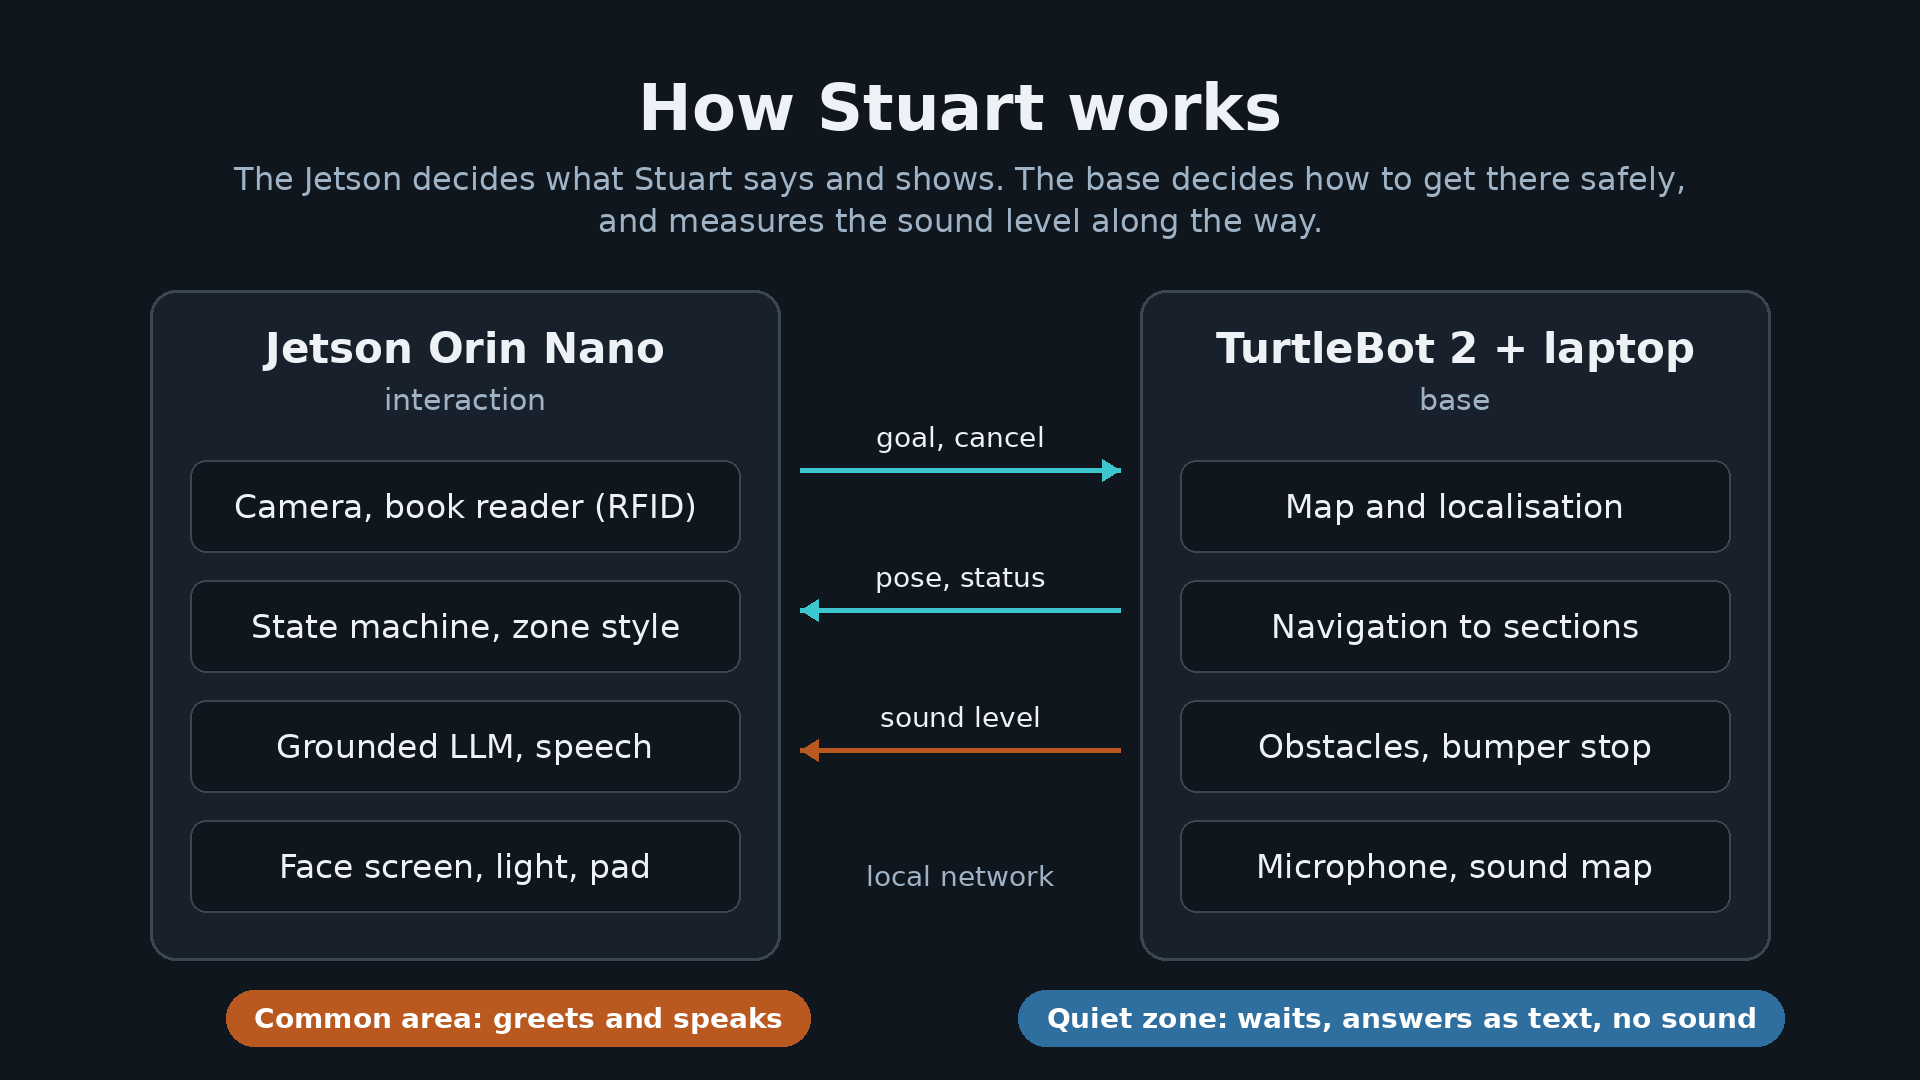 How Stuart works
The Jetson decides what Stuart says and shows. The base decides how to get there safely,
and measures the sound level along the way.
Jetson Orin Nano
interaction
Camera, book reader (RFID)
State machine, zone style
Grounded LLM, speech
Face screen, light, pad
goal, cancel
pose, status
sound level
local network
TurtleBot 2 + laptop
base
Map and localisation
Navigation to sections
Obstacles, bumper stop
Microphone, sound map
Common area: greets and speaks
Quiet zone: waits, answers as text, no sound